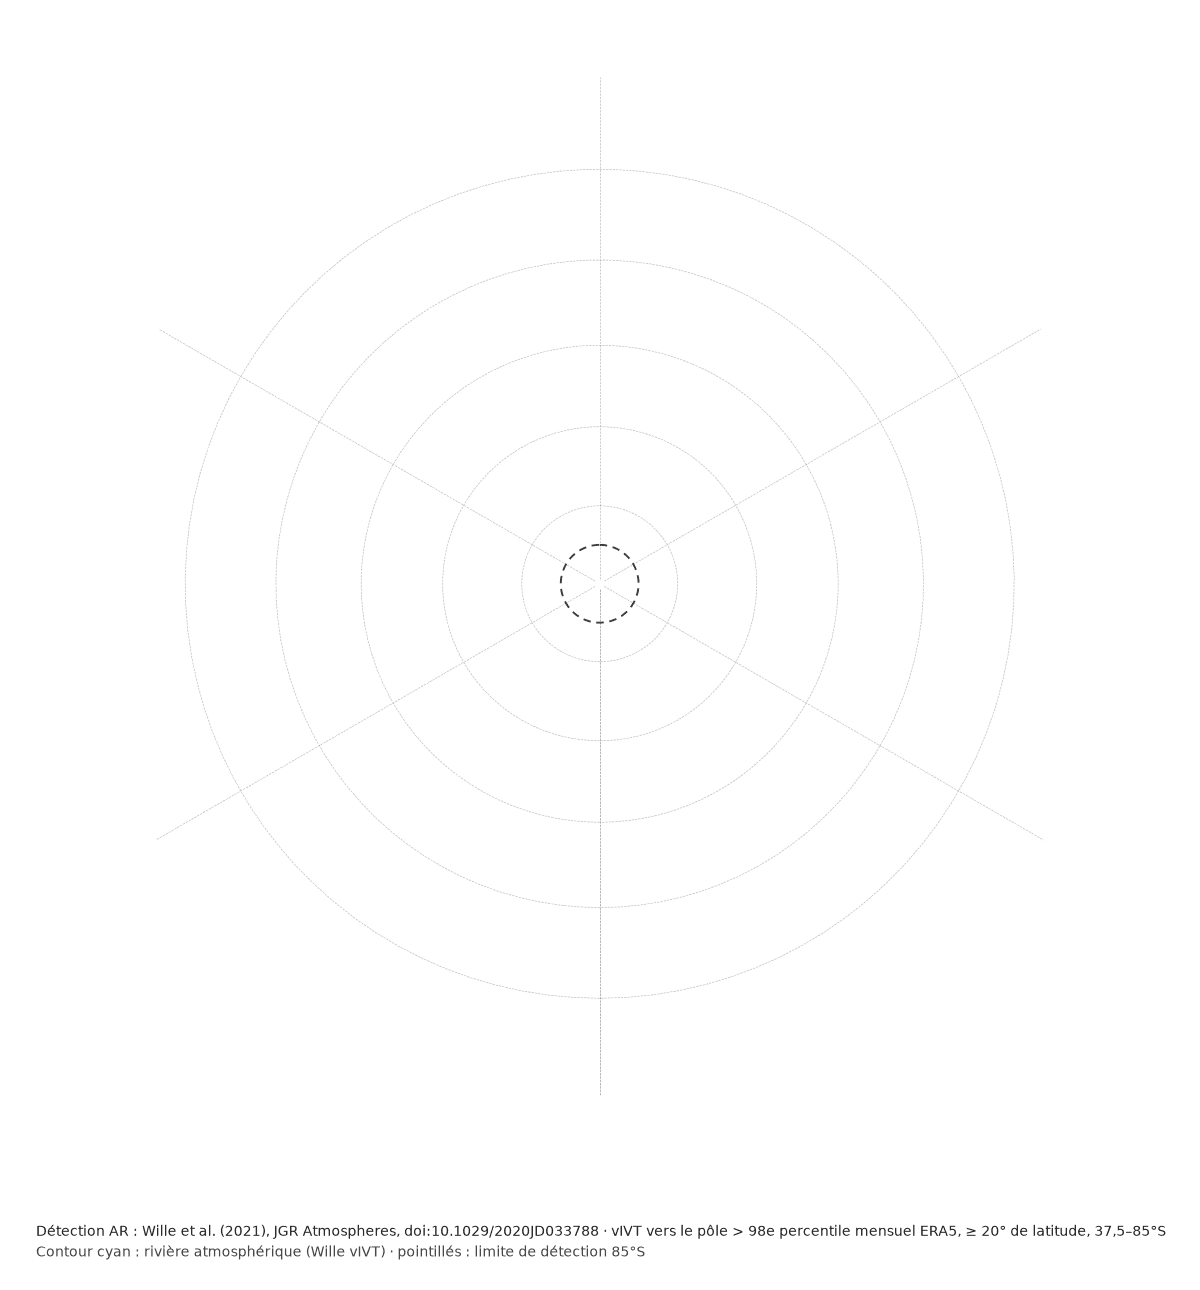 Détection AR : Wille et al. (2021), JGR Atmospheres, doi:10.1029/2020JD033788 · vIVT vers le pôle > 98e percentile mensuel ERA5, ≥ 20° de latitude, 37,5–85°S
Contour cyan : rivière atmosphérique (Wille vIVT) · pointillés : limite de détection 85°S